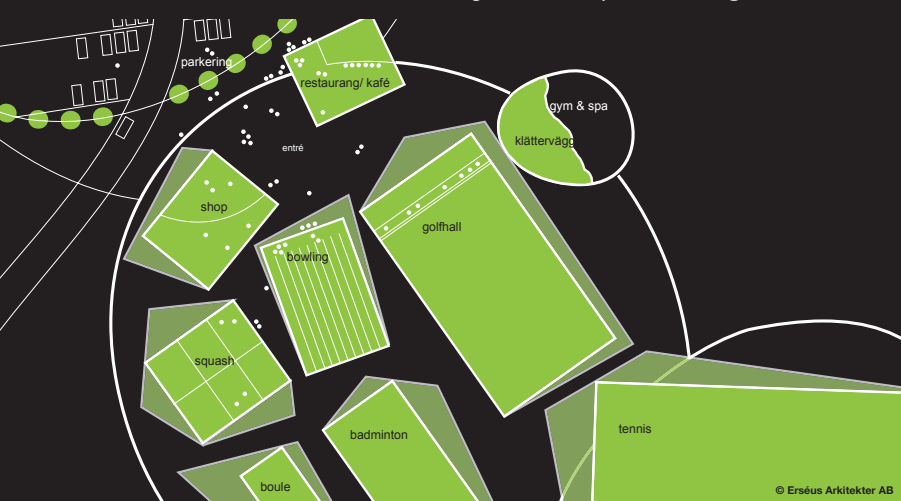 parkering
restaurang/ kafé
gym & spa
klättervägg
entré
shop
golfhall
bowling
squash
tennis
badminton
boule
© Erséus Arkitekter AB